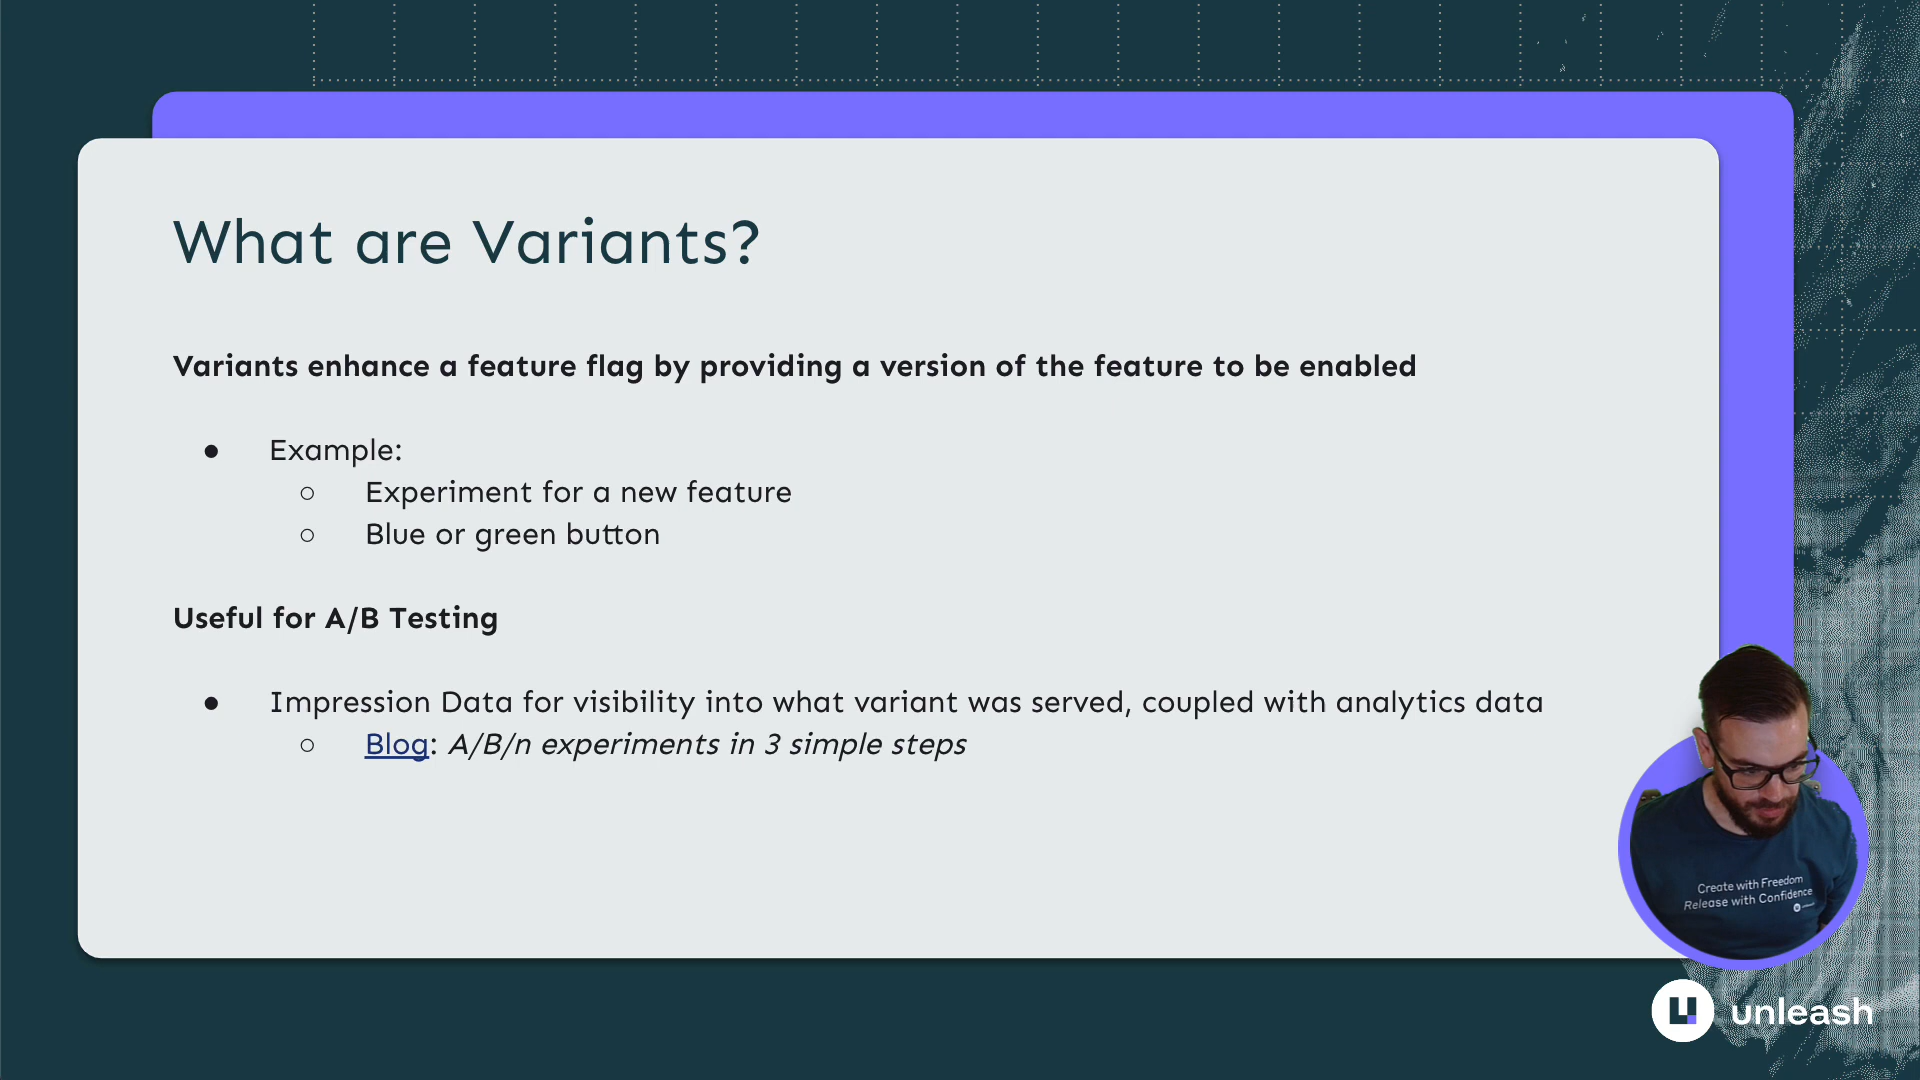 What are Variants?
Variants enhance a feature flag by providing a version of the feature to be enabled
● Example:
○ Experiment for a new feature
○ Blue or green button
Useful for A/B Testing
● Impression Data for visibility into what variant was served, coupled with analytics data
○ Blog: A/B/n experiments in 3 simple steps
Create with Freedom
Release with Confidence
unleash